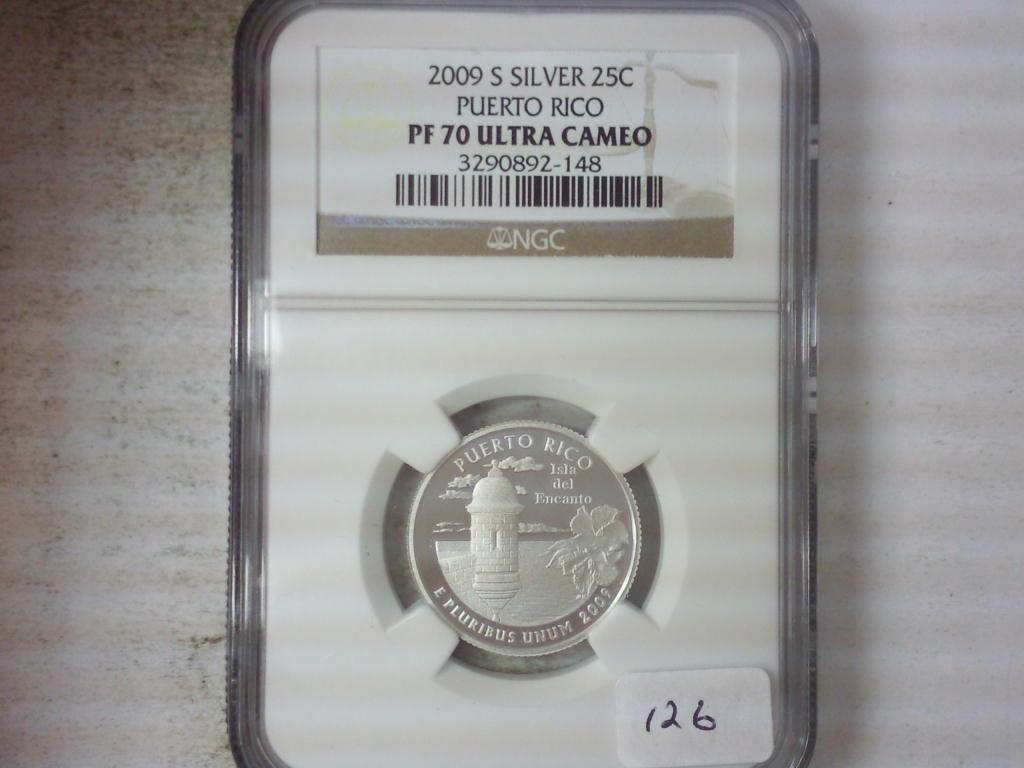 2009 S SILVER 25C
PUERTO RICO
PF 70 ULTRA CAMEO
3290892-148
NGC
PUERTO RICO
Isla
del
Encanto
E PLURIBUS UNUM 2009
126